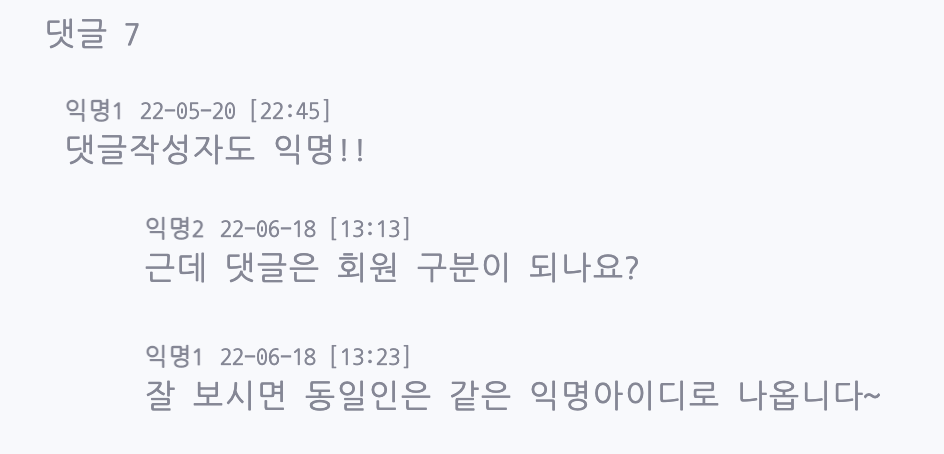 댓글 7
익명1 22-05-20 [22:45]
댓글작성자도 익명!!
익명2 22-06-18 [13:13]
근데 댓글은 회원 구분이 되나요?
익명1 22-06-18 [13:23]
잘 보시면 동일인은 같은 익명아이디로 나옵니다~